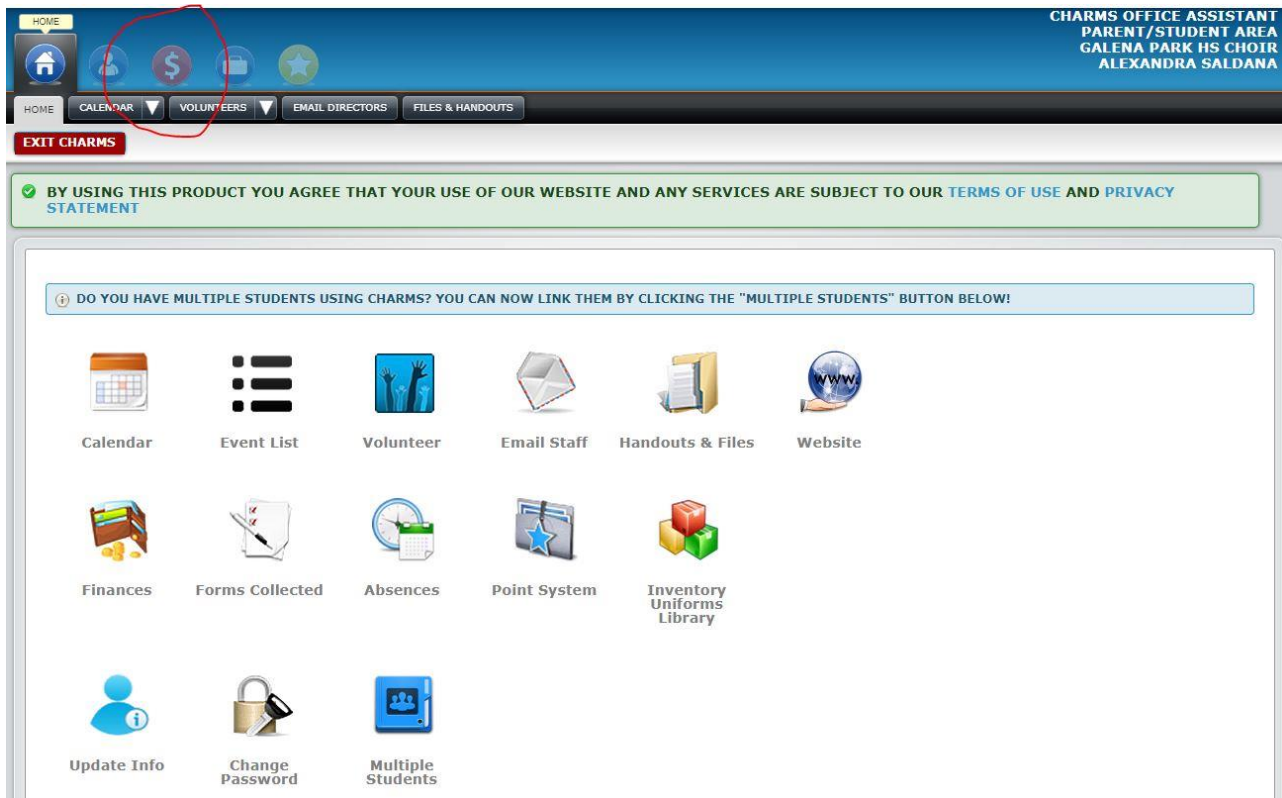 HOME
CHARMS OFFICE ASSISTANT
PARENT/STUDENT AREA
GALENA PARK HS CHOIR
ALEXANDRA SALDANA
$
HOME CALENDAR VOLUNTEERS EMAIL DIRECTORS FILES & HANDOUTS
EXIT CHARMS
BY USING THIS PRODUCT YOU AGREE THAT YOUR USE OF OUR WEBSITE AND ANY SERVICES ARE SUBJECT TO OUR TERMS OF USE AND PRIVACY
STATEMENT
DO YOU HAVE MULTIPLE STUDENTS USING CHARMS? YOU CAN NOW LINK THEM BY CLICKING THE "MULTIPLE STUDENTS" BUTTON BELOW!
www.
Calendar Event List Volunteer Email Staff Handouts & Files Website
Finances Forms Collected Absences Point System Inventory
Uniforms
Library
Update Info Change Multiple
Password Students